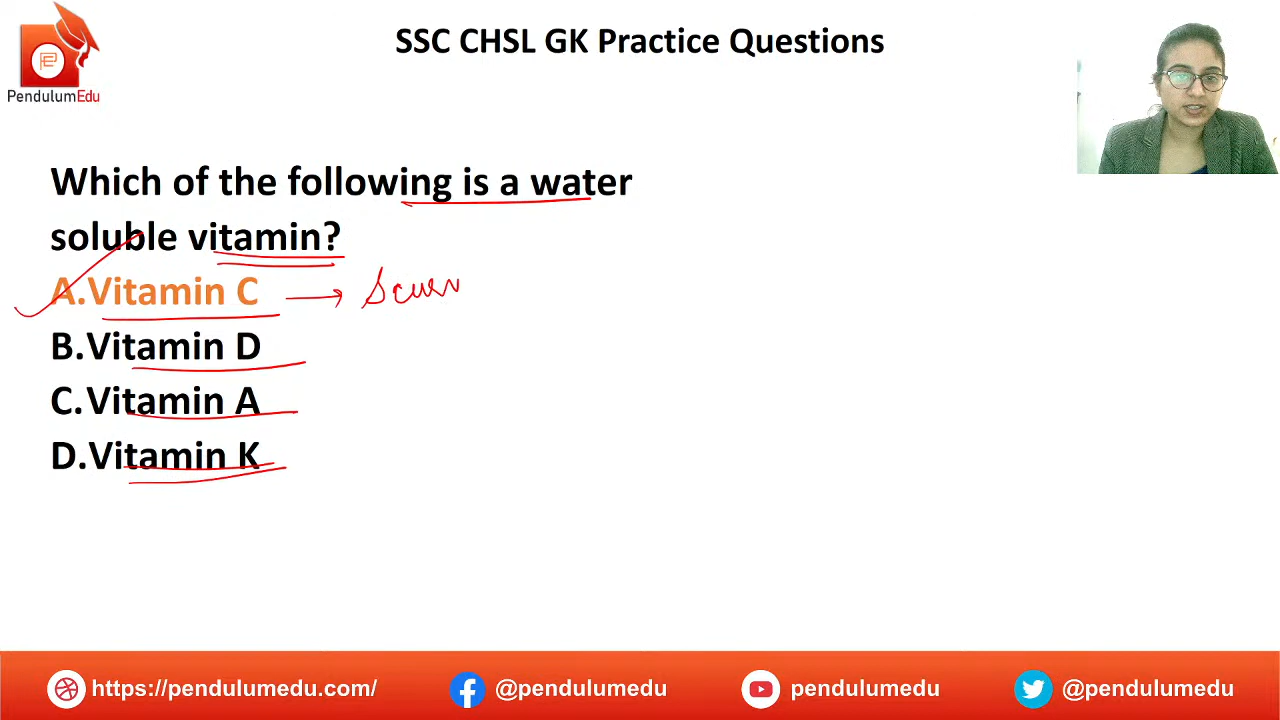 PendulumEdu
SSC CHSL GK Practice Questions
Which of the following is a water
soluble vitamin?
A.Vitamin C
B.Vitamin D
C.Vitamin A
D.Vitamin K
https://pendulumedu.com/ @pendulumedu pendulumedu @pendulumedu